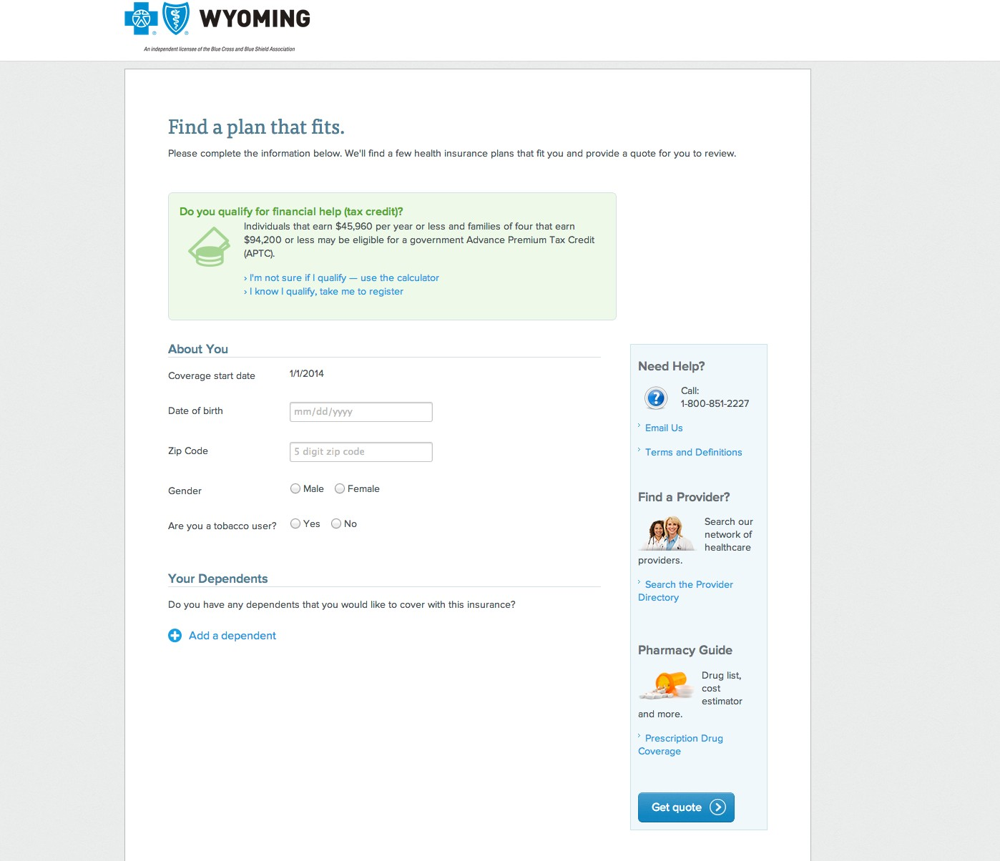 WYOMING
An independent licensee of the Blue Cross and Blue Shield Association
Find a plan that fits.
Please complete the information below. We'll find a few health insurance plans that fit you and provide a quote for you to review.
Do you qualify for financial help (tax credit)?
Individuals that earn $45,960 per year or less and families of four that earn
$94,200 or less may be eligible for a government Advance Premium Tax Credit
(APTC).
› I'm not sure if I qualify — use the calculator
› I know I qualify, take me to register
About You
Coverage start date 1/1/2014
Date of birth mm/dd/yyyy
Zip Code 5 digit zip code
Gender Male Female
Are you a tobacco user? Yes No
Your Dependents
Do you have any dependents that you would like to cover with this insurance?
Add a dependent
Need Help?
Call:
1-800-851-2227
› Email Us
› Terms and Definitions
Find a Provider?
Search our
network of
healthcare
providers.
› Search the Provider
Directory
Pharmacy Guide
Drug list,
cost
estimator
and more.
› Prescription Drug
Coverage
Get quote